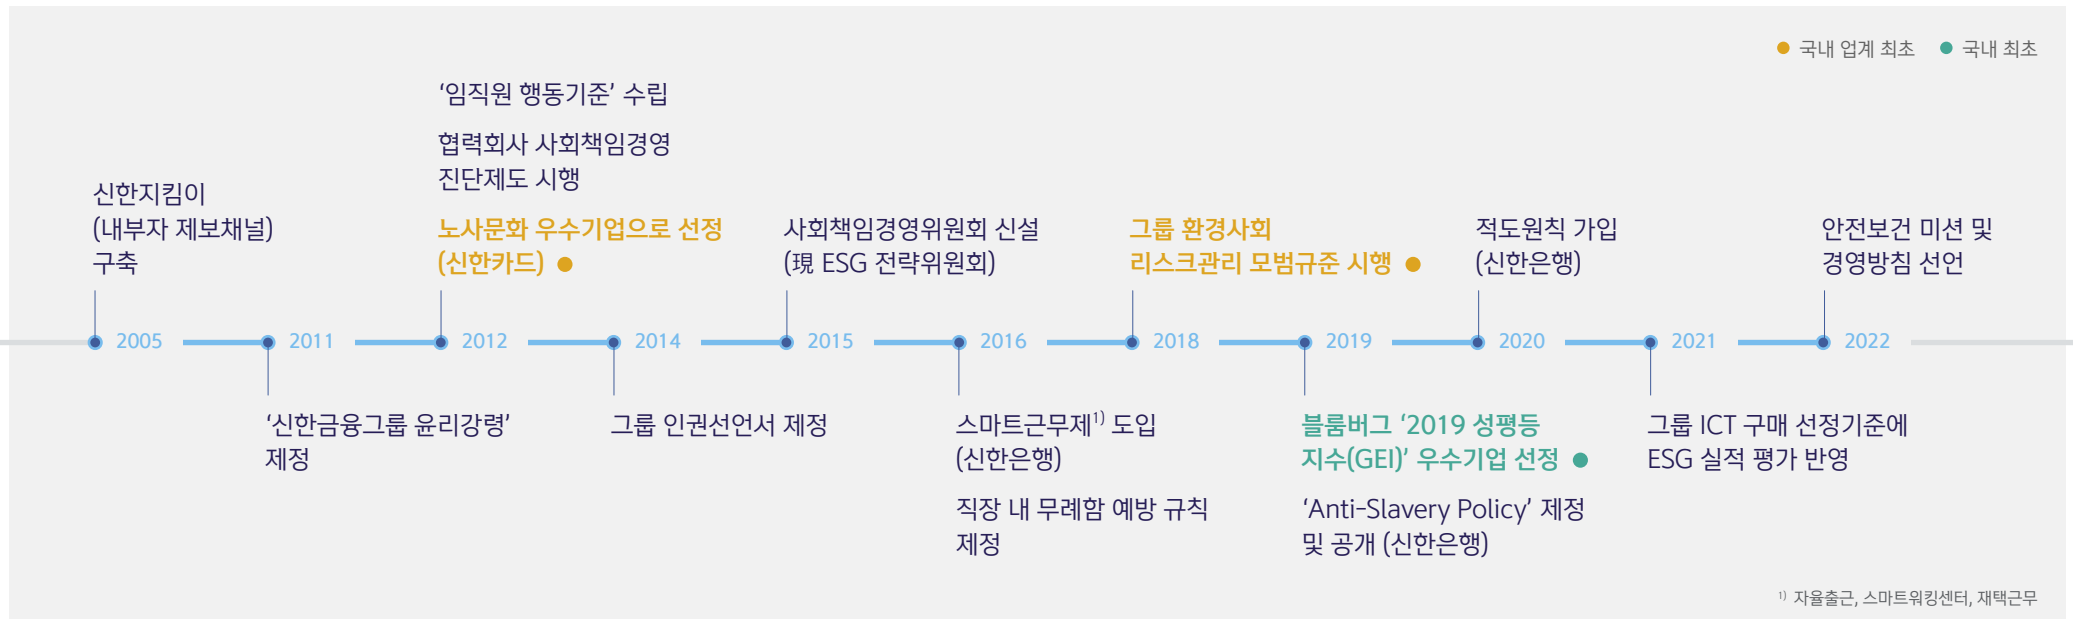 국내 업계 최초
국내 최초
신한지킴이
(내부자 제보채널)
구축
2005
2011
‘신한금융그룹 윤리강령’
제정
‘임직원 행동기준’ 수립
협력회사 사회책임경영
진단제도 시행
노사문화 우수기업으로 선정
(신한카드)
2012
2014
그룹 인권선언서 제정
사회책임경영위원회 신설
(現 ESG 전략위원회)
2015
2016
스마트근무제1) 도입
(신한은행)
직장 내 무례함 예방 규칙
제정
그룹 환경사회
리스크관리 모범규준 시행
2018
2019
블룸버그 ‘2019 성평등
지수(GEI)’ 우수기업 선정
‘Anti-Slavery Policy’ 제정
및 공개 (신한은행)
적도원칙 가입
(신한은행)
2020
2021
그룹 ICT 구매 선정기준에
ESG 실적 평가 반영
안전보건 미션 및
경영방침 선언
2022
1) 자율출근, 스마트워킹센터, 재택근무